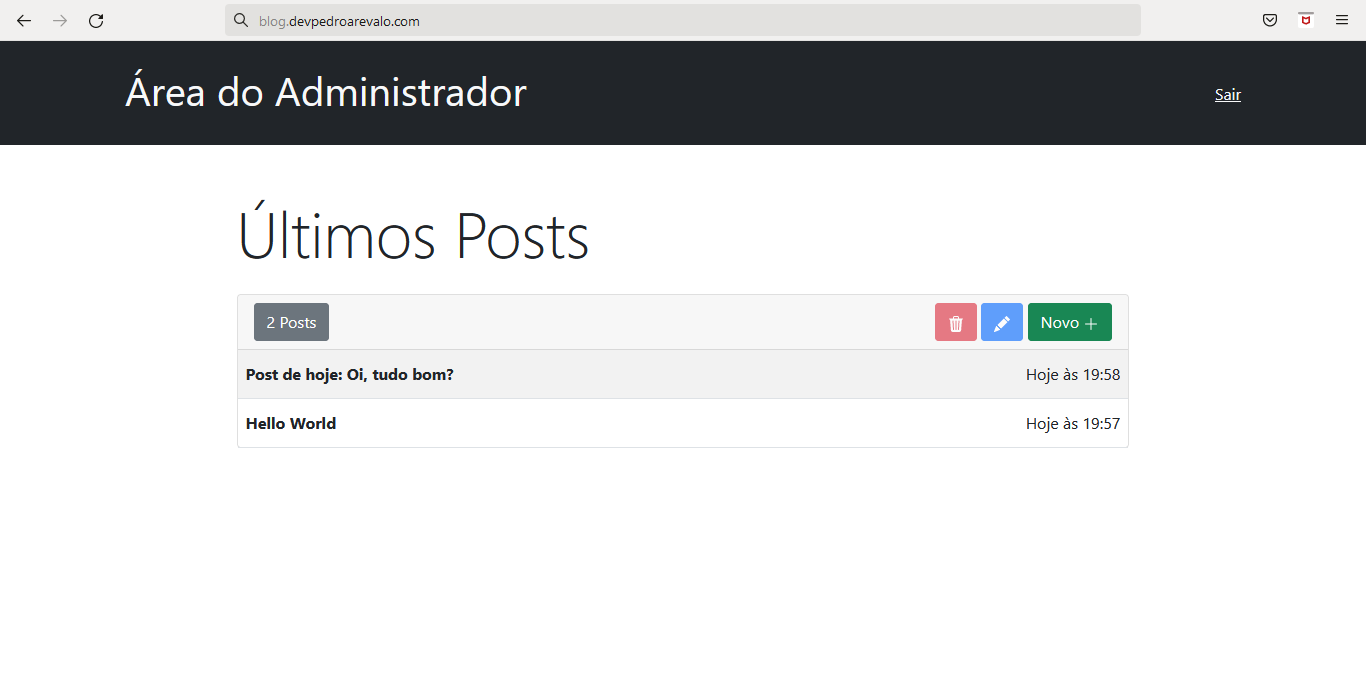 blog.devpedroarevalo.com
Área do Administrador
Sair
Últimos Posts
2 Posts
Novo +
Post de hoje: Oi, tudo bom?
Hoje às 19:58
Hello World
Hoje às 19:57